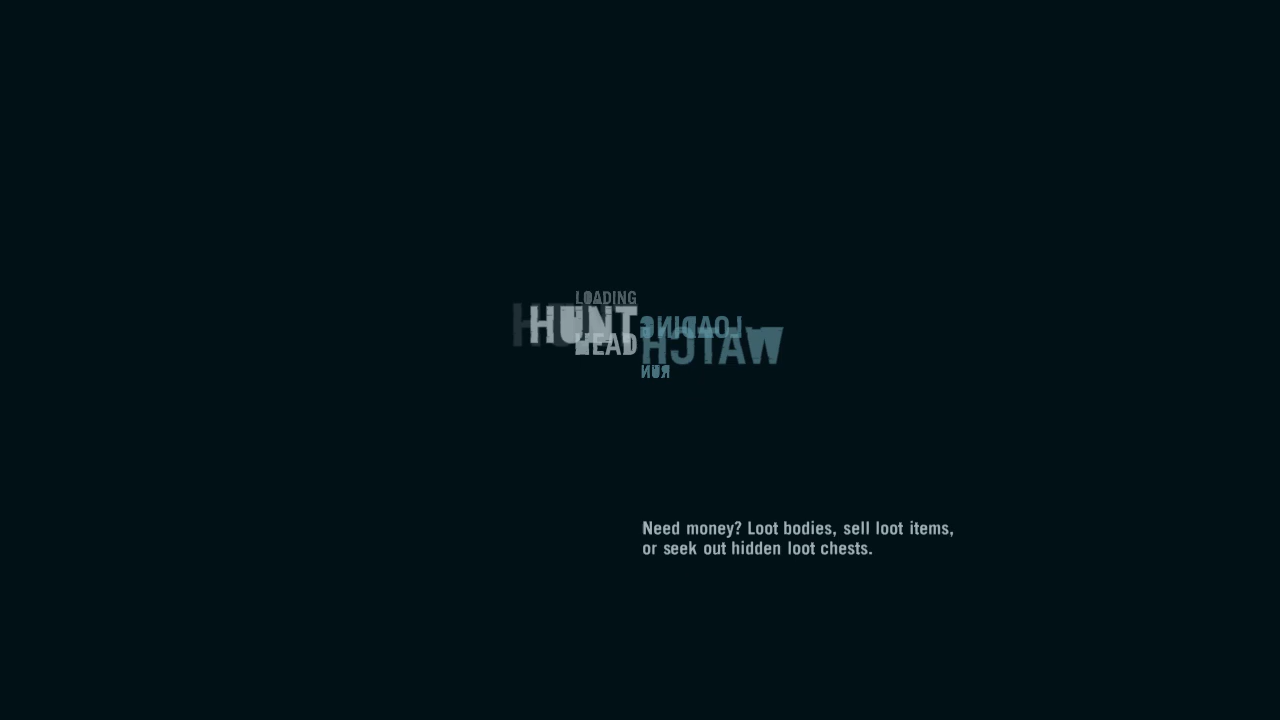 LOADING
HUNT
HEAD
LOADING
WATCH
RUN
Need money? Loot bodies, sell loot items,
or seek out hidden loot chests.